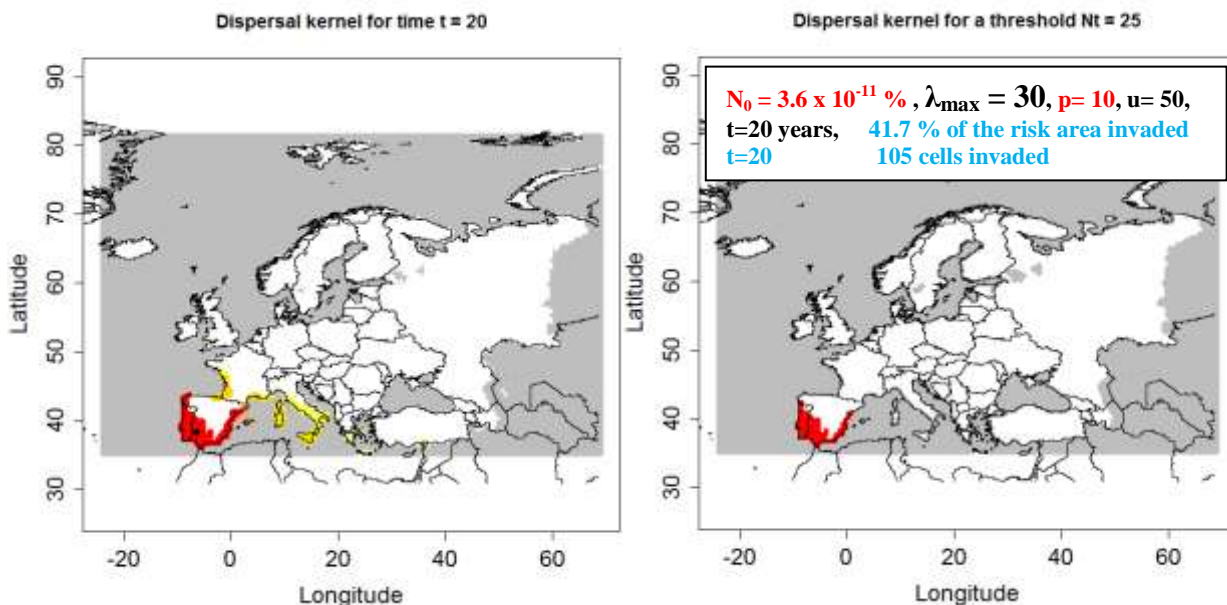 Dispersal kernel for time t = 20
90
80
70
60
50
40
30
Latitude
-20
0
20
40
60
Longitude
Dispersal kernel for a threshold Nt = 25
N₀ = 3.6 x 10⁻¹¹ % , λmax = 30, p= 10, u= 50,
t=20 years, 41.7 % of the risk area invaded
t=20 105 cells invaded
90
80
70
60
50
40
30
Latitude
-20
0
20
40
60
Longitude